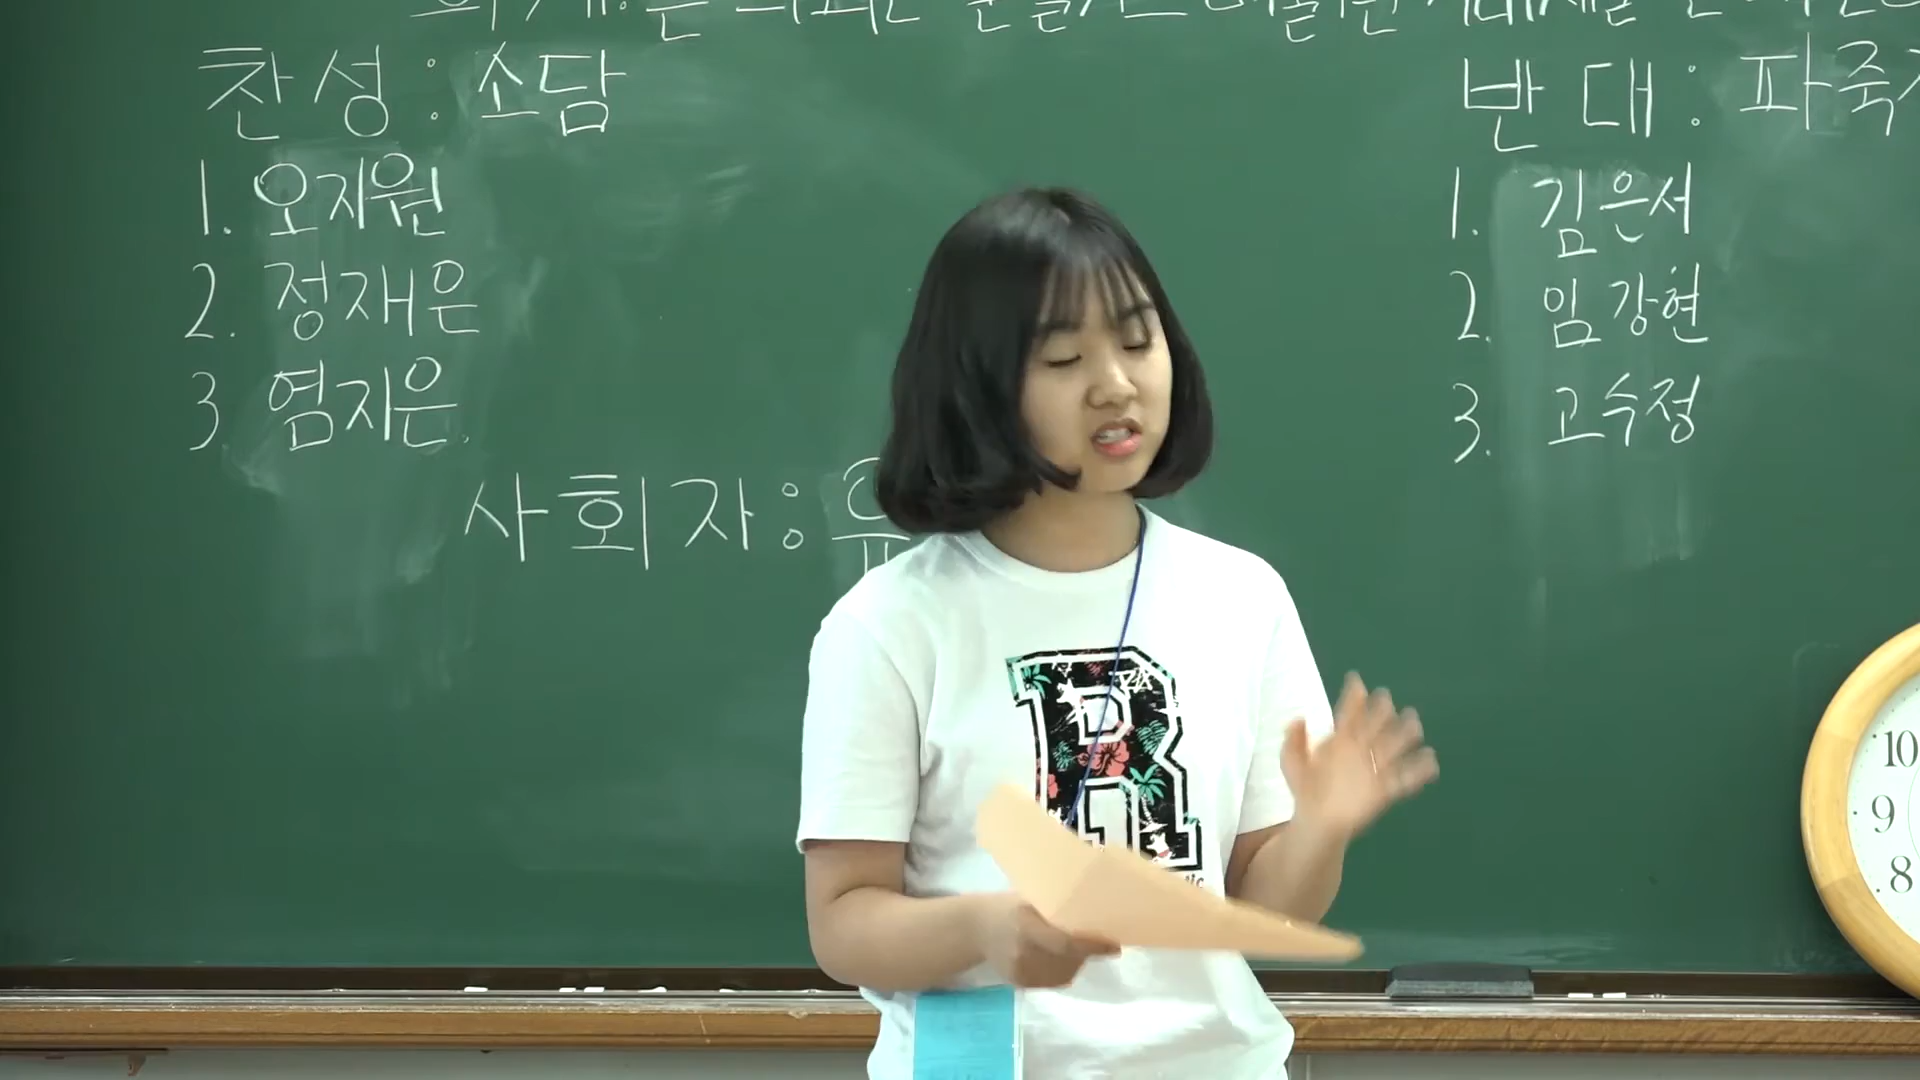 찬성 : 소담
1. 오지원
2. 정재은
3. 염지은.
사회자 :
반대 : 파죽
1. 김은서
2. 임강현
3. 고수정
R
10
9
8